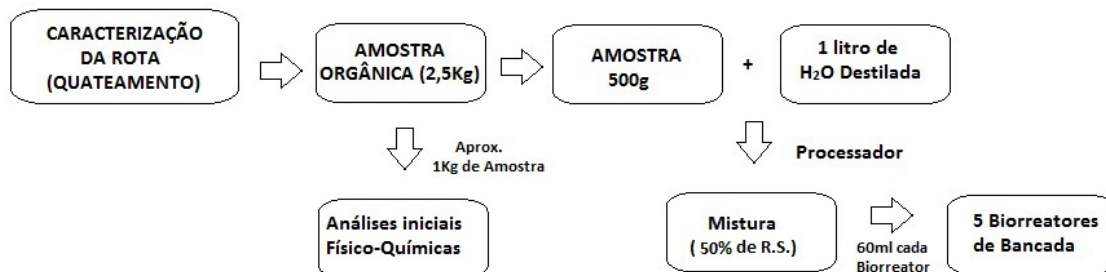 CARACTERIZAÇÃO
DA ROTA
(QUATEAMENTO)
AMOSTRA
ORGÂNICA (2,5Kg)
AMOSTRA
500g
+
1 litro de
H₂O Destilada
Aprox.
1Kg de Amostra
Processador
Análises iniciais
Físico-Químicas
Mistura
( 50% de R.S.)
60ml cada
Biorreator
5 Biorreatores
de Bancada